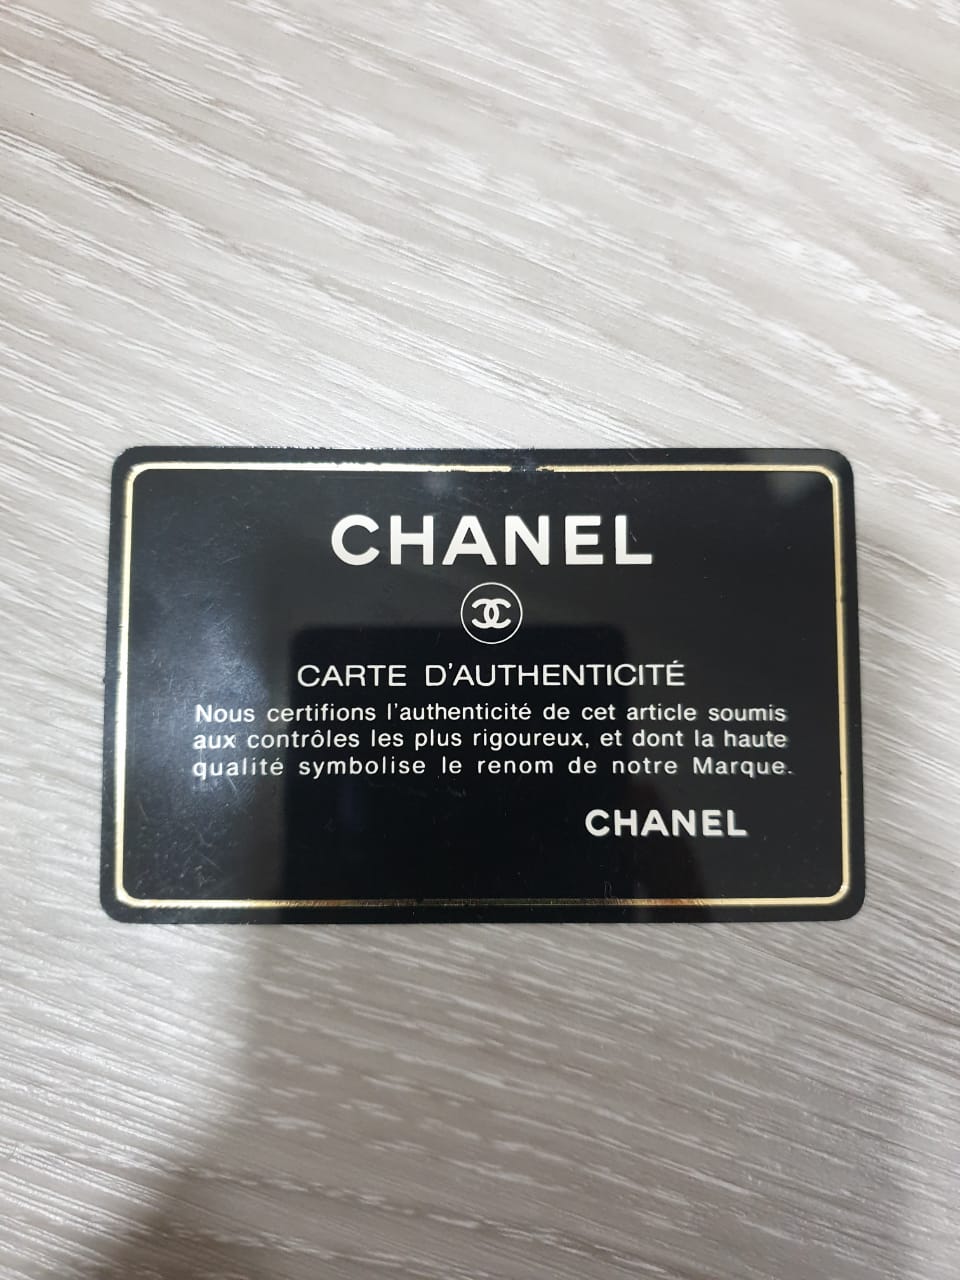 CHANEL
CARTE D'AUTHENTICITÉ
Nous certifions l'authenticité de cet article soumis
aux contrôles les plus rigoureux, et dont la haute
qualité symbolise le renom de notre Marque.
CHANEL